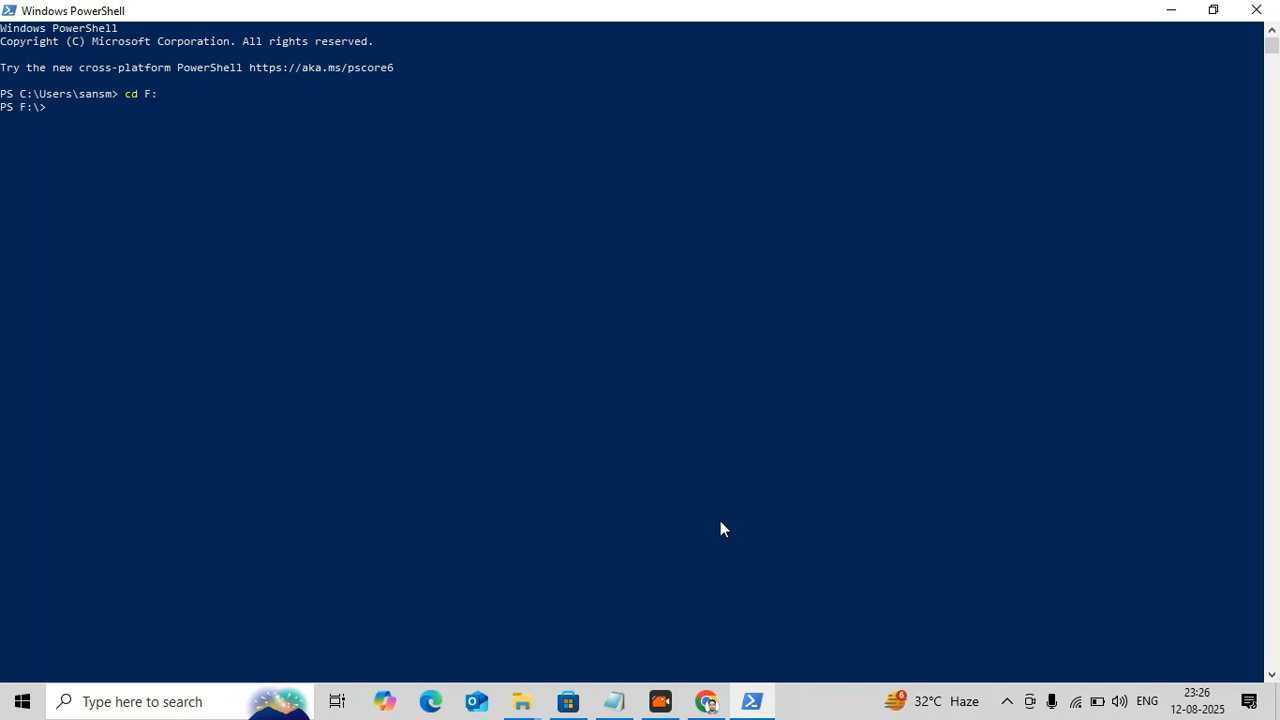 Windows PowerShell
Windows PowerShell
Copyright (C) Microsoft Corporation. All rights reserved.
Try the new cross-platform PowerShell https://aka.ms/pscore6
PS C:\Users\sansm> cd F:
PS F:\>
Type here to search
6
32°C Haze
ENG
23:26
12-08-2025